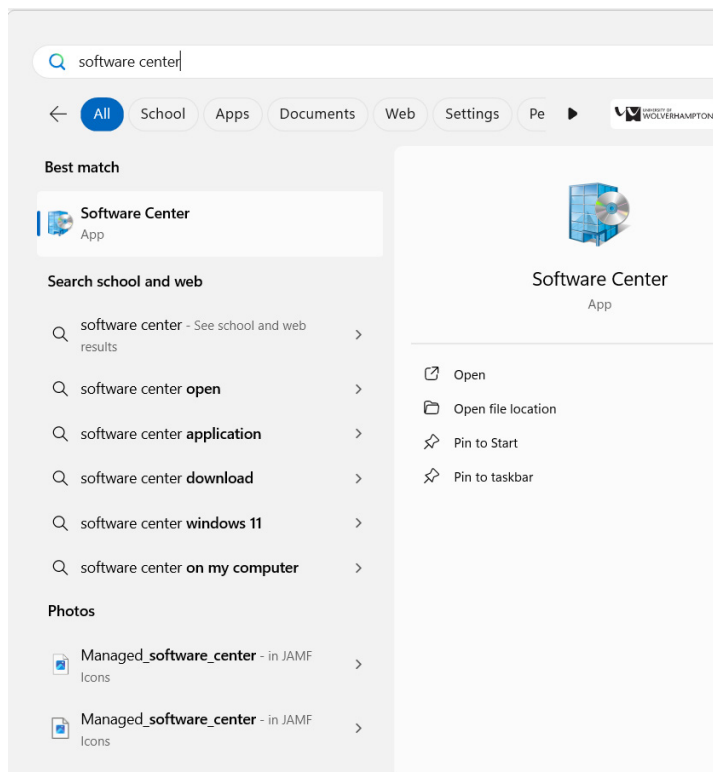 software center
All School Apps Documents Web Settings Pe
UNIVERSITY OF
WOLVERHAMPTON
Best match
Software Center
App
Search school and web
software center - See school and web
results
software center open
software center application
software center download
software center windows 11
software center on my computer
Photos
Managed_software_center - in JAMF
Icons
Managed_software_center - in JAMF
Icons
Software Center
App
Open
Open file location
Pin to Start
Pin to taskbar